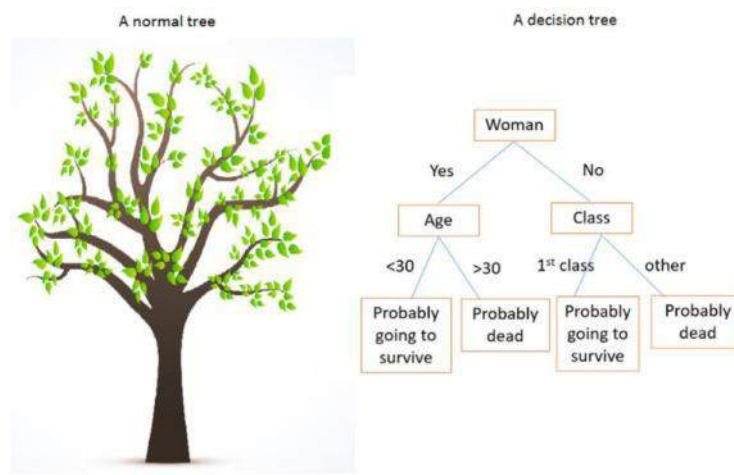 A normal tree
A decision tree
Woman
Yes
No
Age
Class
<30
>30
1st class
other
Probably
going to
survive
Probably
dead
Probably
going to
survive
Probably
dead